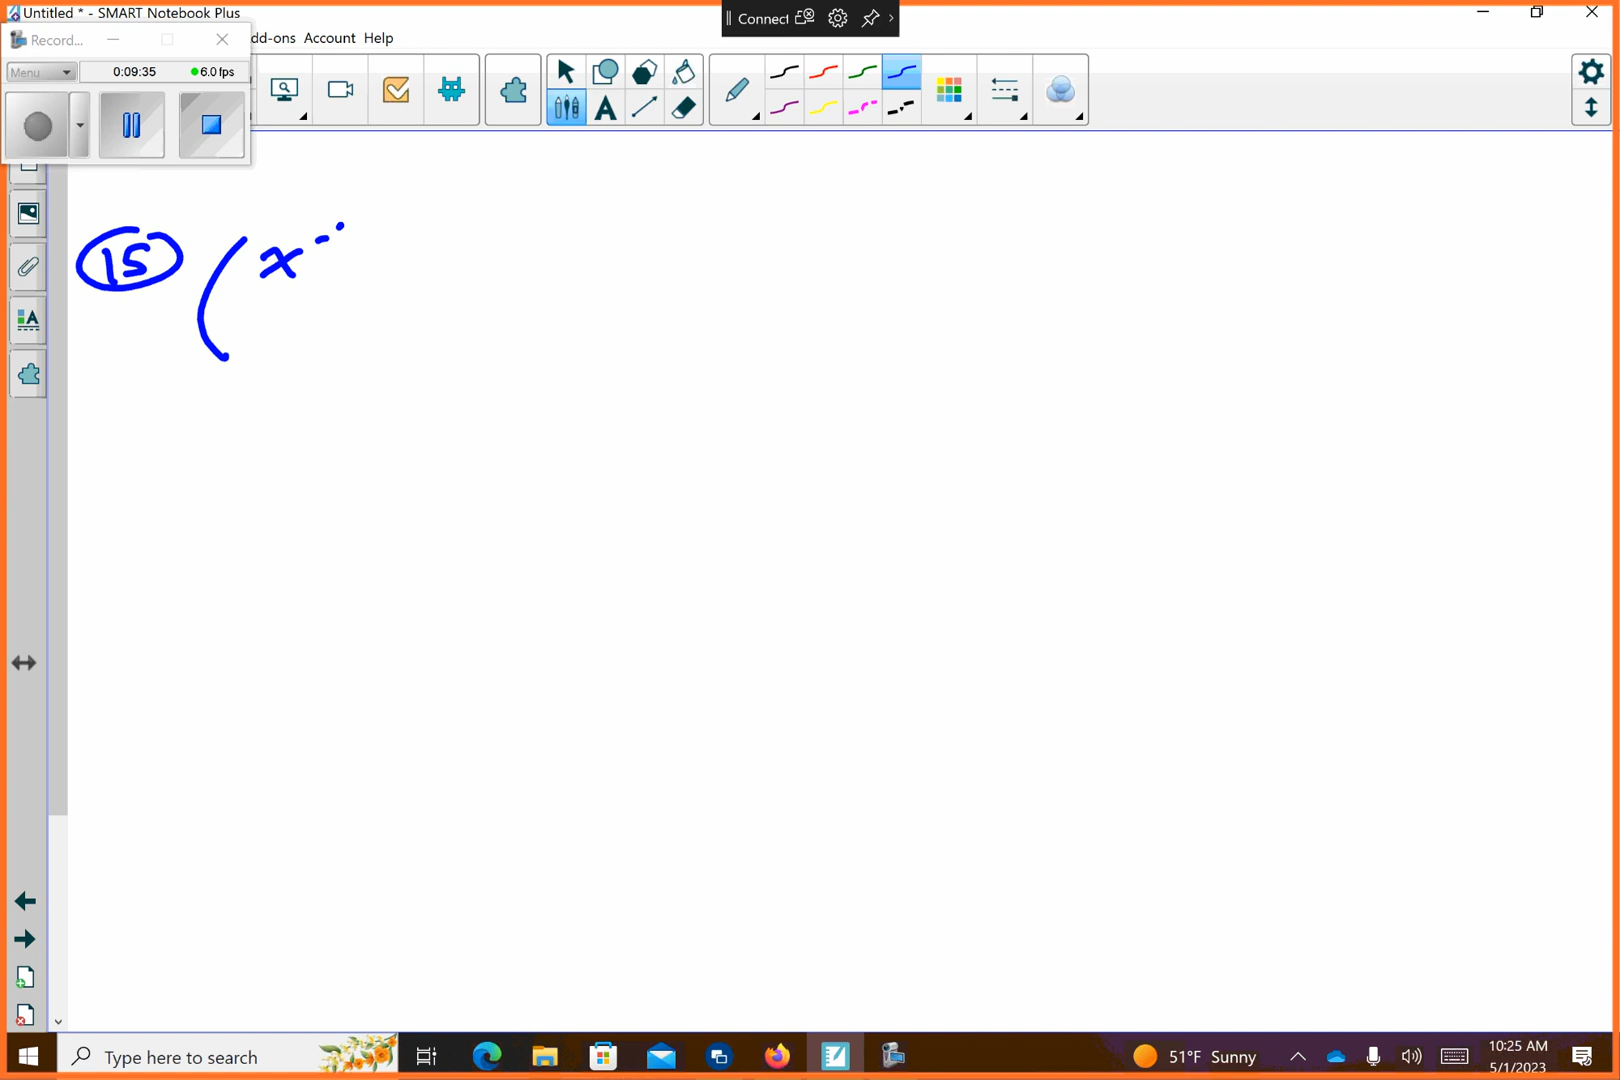 Untitled * - SMART Notebook Plus
Connect
Record...
dd-ons Account Help
Menu
0:09:35
6.0 fps
A
A
15 ( x -
Type here to search
51°F Sunny
10:25 AM
5/1/2023